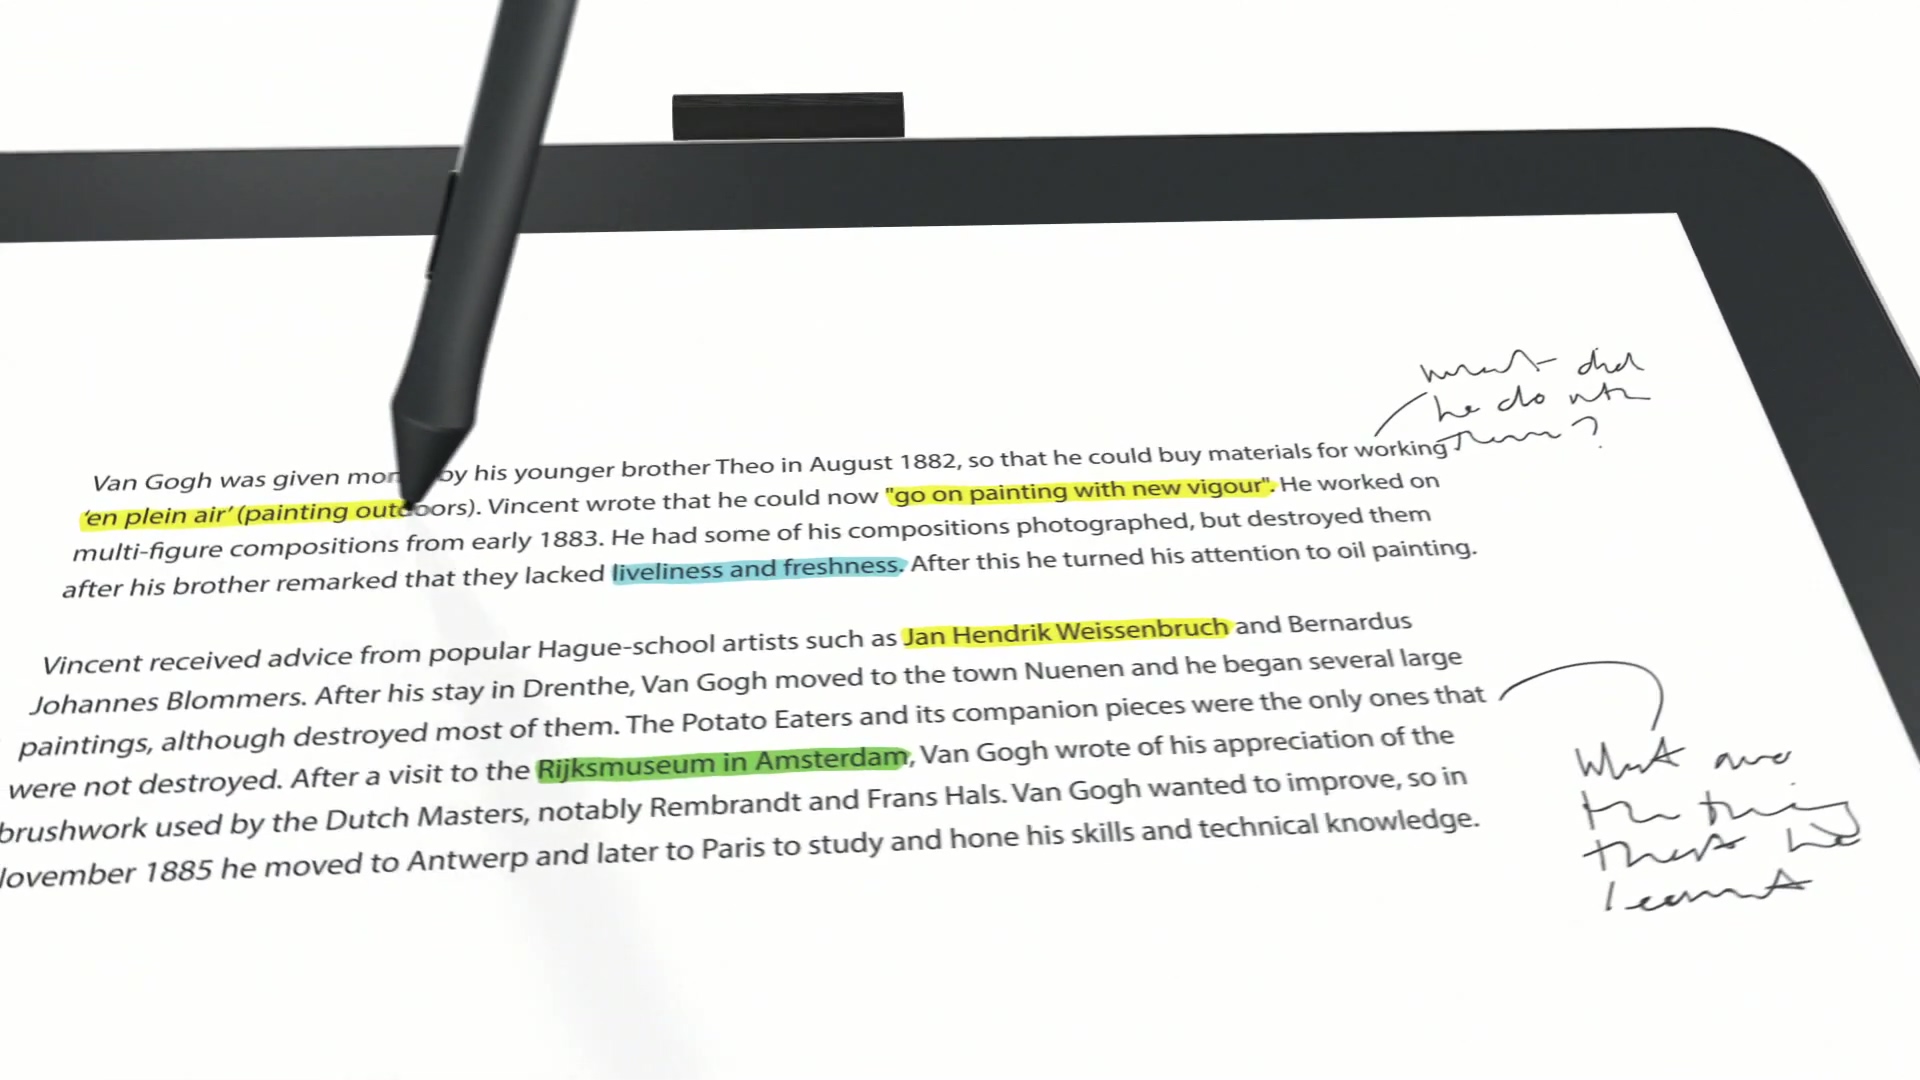 what did
he do with
them?
Van Gogh was given mon by his younger brother Theo in August 1882, so that he could buy materials for working
‘en plein air’ (painting outdoors). Vincent wrote that he could now "go on painting with new vigour". He worked on
multi-figure compositions from early 1883. He had some of his compositions photographed, but destroyed them
after his brother remarked that they lacked liveliness and freshness. After this he turned his attention to oil painting.
Vincent received advice from popular Hague-school artists such as Jan Hendrik Weissenbruch and Bernardus
Johannes Blommers. After his stay in Drenthe, Van Gogh moved to the town Nuenen and he began several large
paintings, although destroyed most of them. The Potato Eaters and its companion pieces were the only ones that
were not destroyed. After a visit to the Rijksmuseum in Amsterdam, Van Gogh wrote of his appreciation of the
brushwork used by the Dutch Masters, notably Rembrandt and Frans Hals. Van Gogh wanted to improve, so in
November 1885 he moved to Antwerp and later to Paris to study and hone his skills and technical knowledge.
What are
the thing
that he
learnt